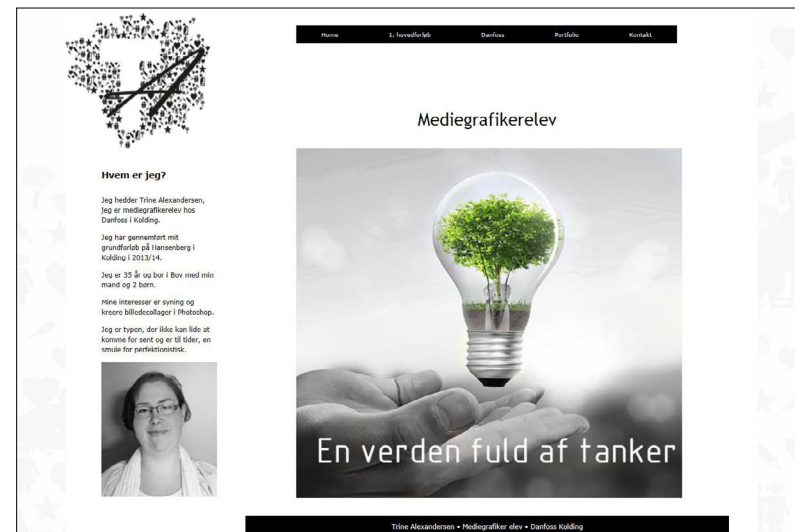 Home 1. hovedforløb Danfoss Portfolio Kontakt
Mediegrafikerelev
Hvem er jeg?
Jeg hedder Trine Alexandersen,
jeg er mediegrafikerelev hos
Danfoss i Kolding.
Jeg har gennemført mit
grundforløb på Hansenberg i
Kolding i 2013/14.
Jeg er 35 år og bor i Bov med min
mand og 2 børn.
Mine interesser er syning og
kreere billedecollager i Photoshop.
Jeg er typen, der ikke kan lide at
komme for sent og er til tider, en
smule for perfektionistisk.
En verden fuld af tanker
Trine Alexandersen • Mediegrafiker elev • Danfoss Kolding